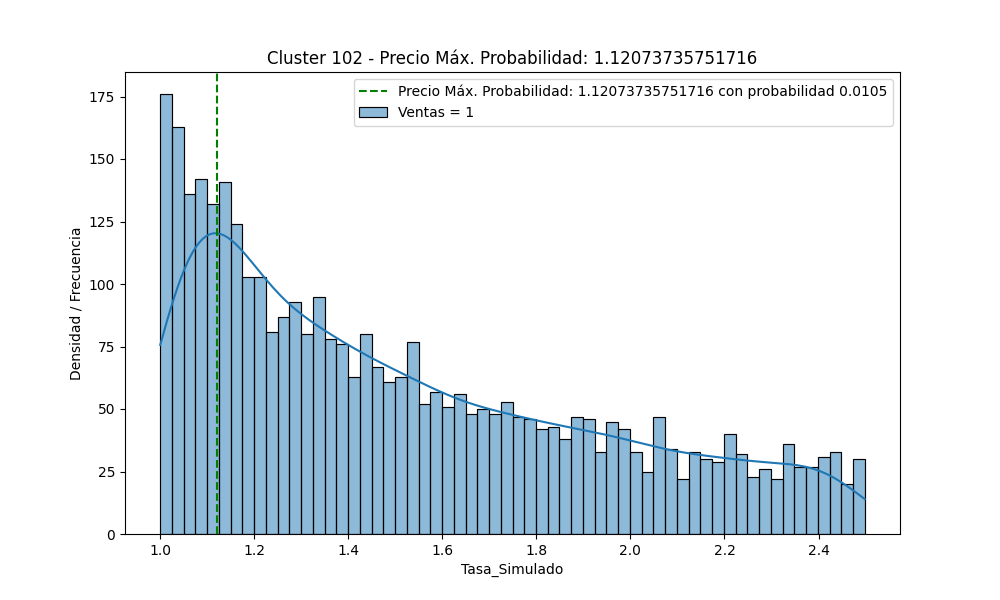 Cluster 102 - Precio Máx. Probabilidad: 1.12073735751716
Precio Máx. Probabilidad: 1.12073735751716 con probabilidad 0.0105
Ventas = 1
Densidad / Frecuencia
175
150
125
100
75
50
25
0
1.0 1.2 1.4 1.6 1.8 2.0 2.2 2.4
Tasa_Simulado